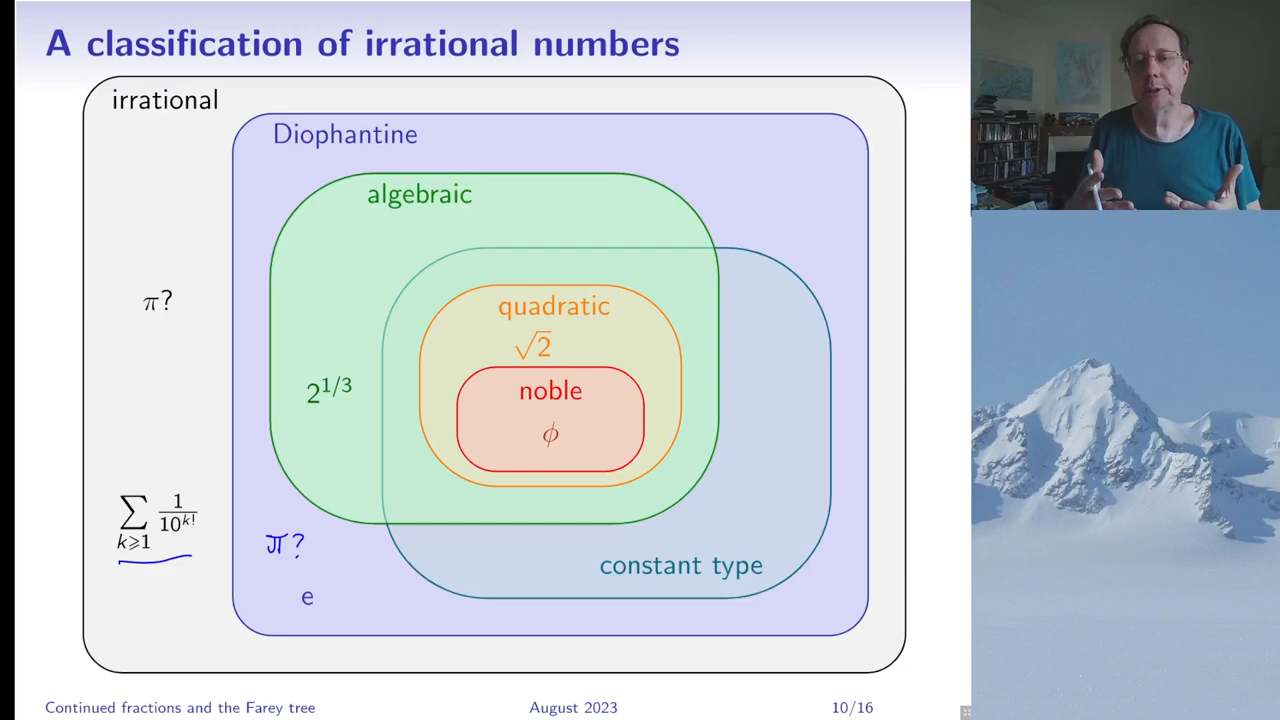 A classification of irrational numbers
irrational
Diophantine
algebraic
quadratic
√2
noble
ϕ
2^{1/3}
π?
∑_{k⩾1} 1/10^{k!}
π?
e
constant type
Continued fractions and the Farey tree August 2023 10/16